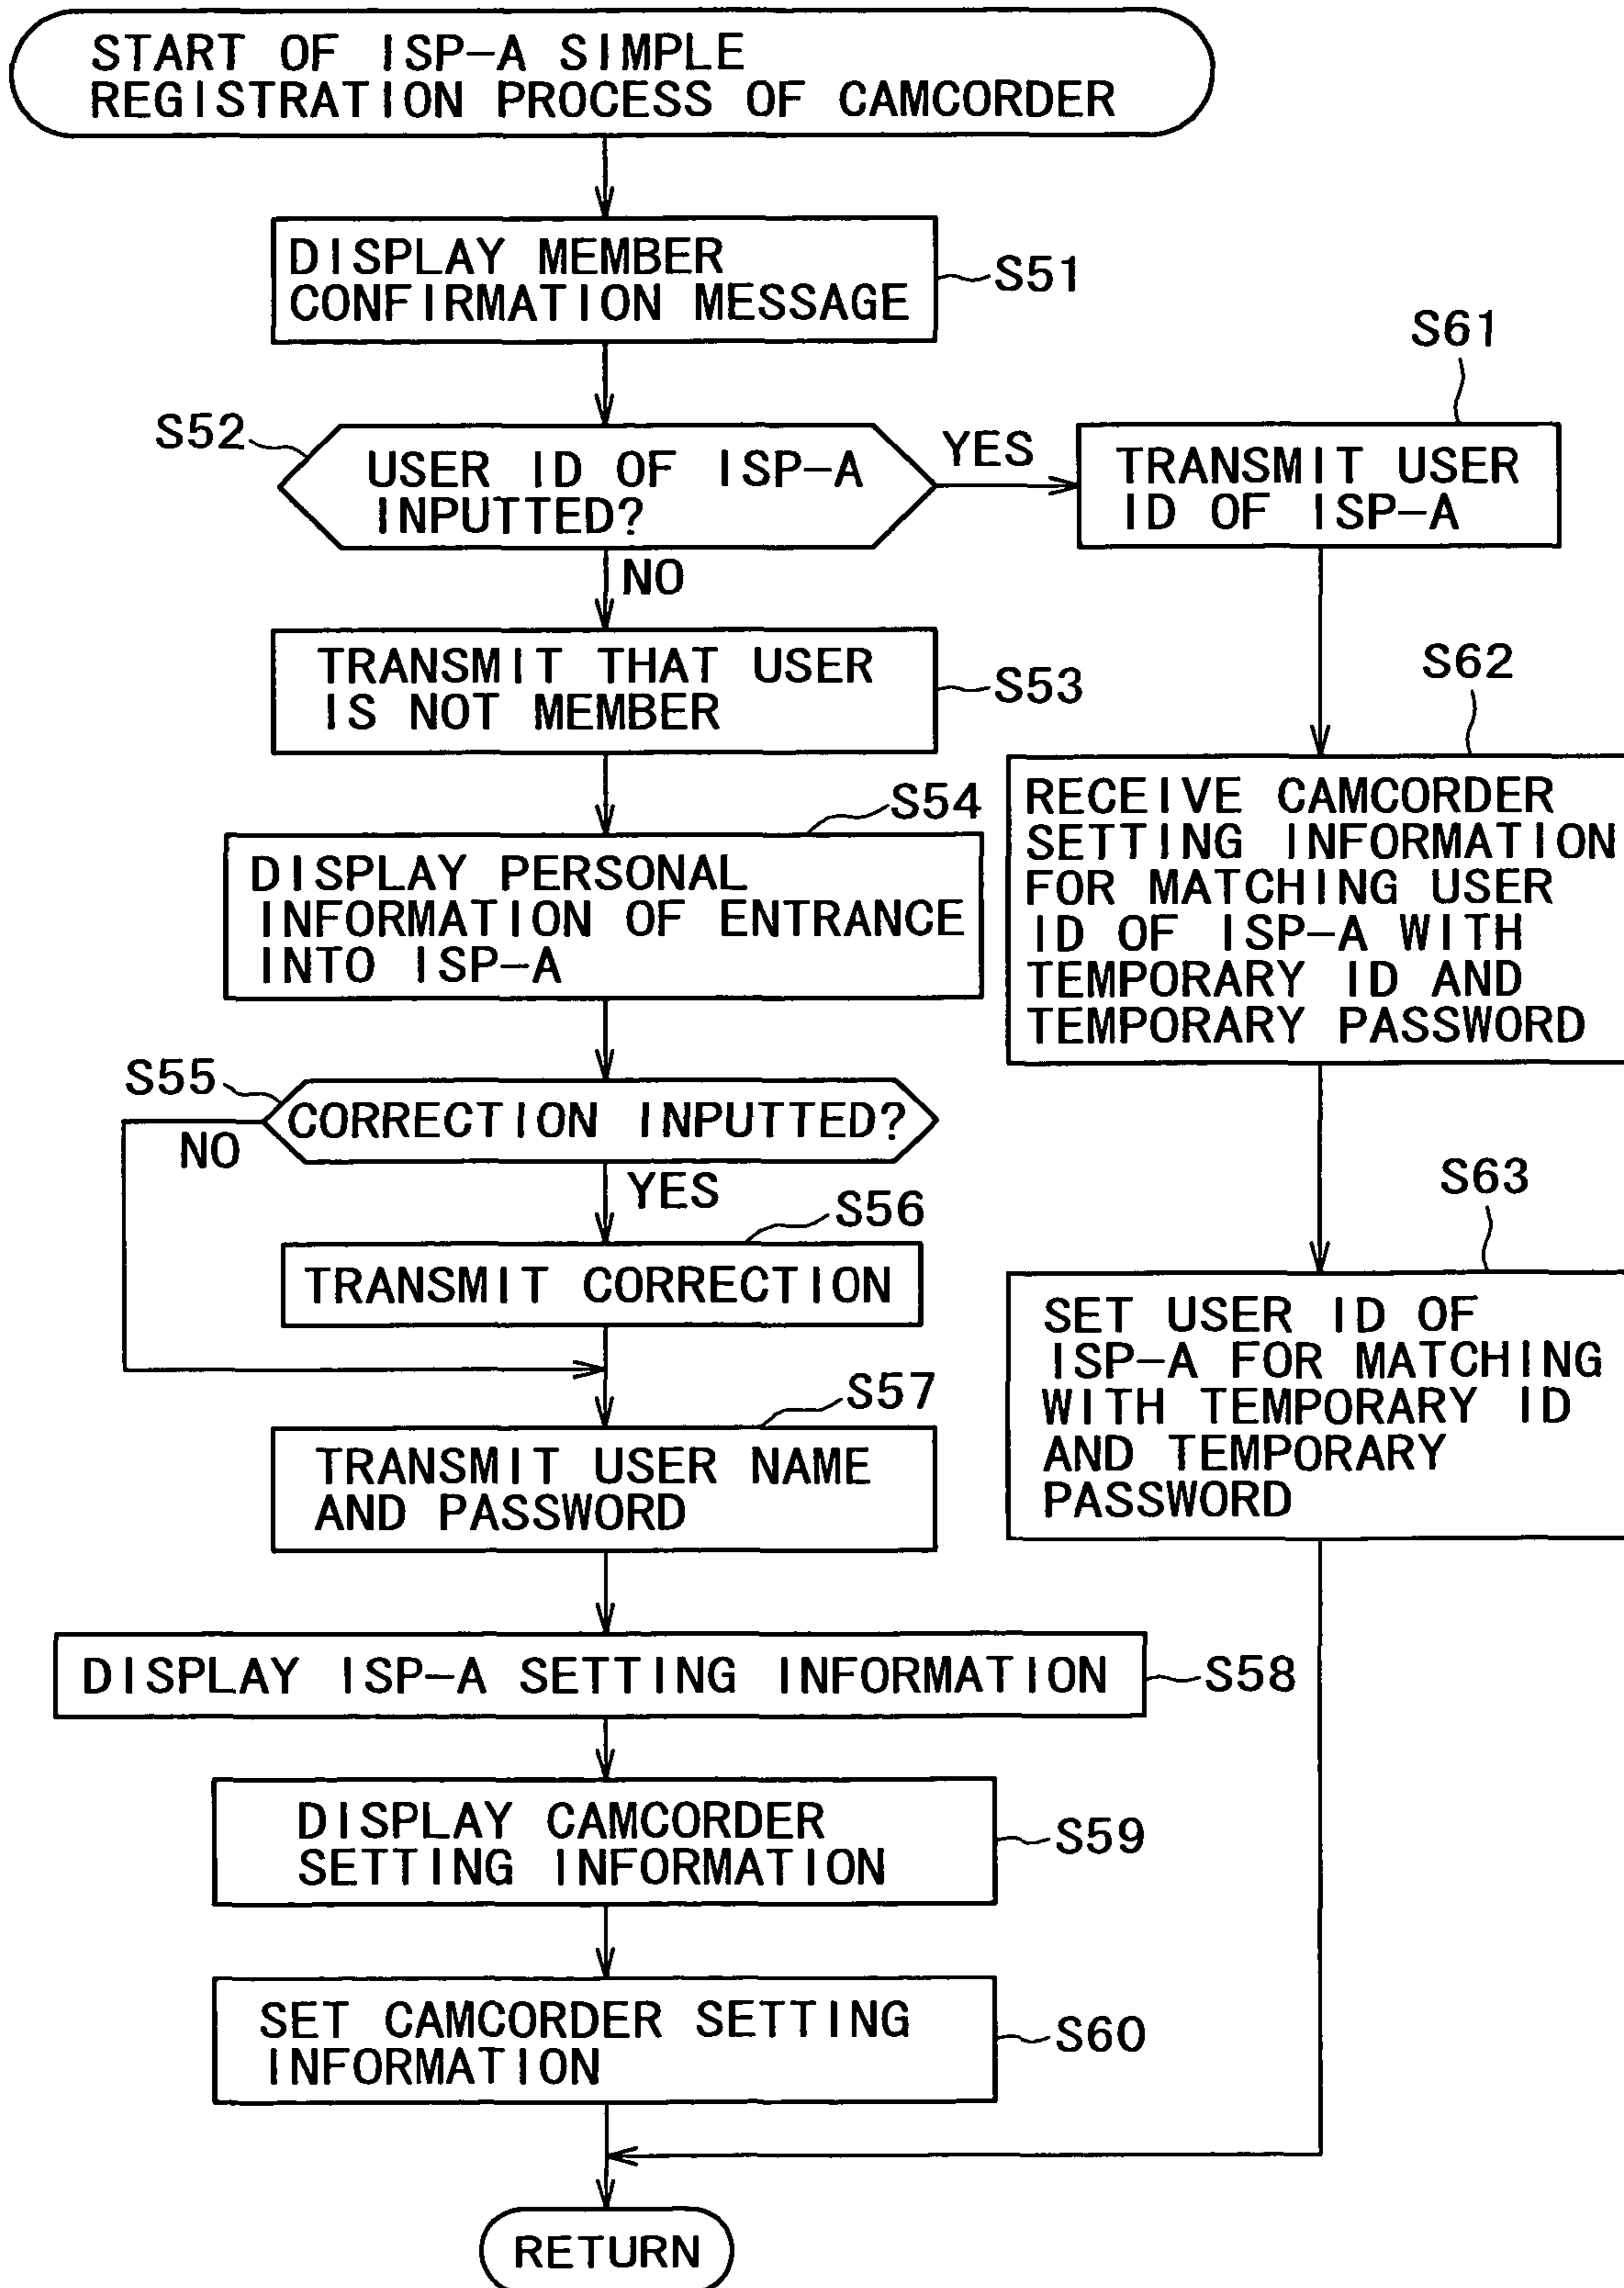 START OF ISP-A SIMPLE
REGISTRATION PROCESS OF CAMCORDER
DISPLAY MEMBER
CONFIRMATION MESSAGE
S51
S52
USER ID OF ISP-A
INPUTTED?
YES
NO
S61
TRANSMIT USER
ID OF ISP-A
TRANSMIT THAT USER
IS NOT MEMBER
S53
S62
RECEIVE CAMCORDER
SETTING INFORMATION
FOR MATCHING USER
ID OF ISP-A WITH
TEMPORARY ID AND
TEMPORARY PASSWORD
S54
DISPLAY PERSONAL
INFORMATION OF ENTRANCE
INTO ISP-A
S55
CORRECTION INPUTTED?
NO
YES
S56
TRANSMIT CORRECTION
S63
SET USER ID OF
ISP-A FOR MATCHING
WITH TEMPORARY ID
AND TEMPORARY
PASSWORD
S57
TRANSMIT USER NAME
AND PASSWORD
DISPLAY ISP-A SETTING INFORMATION
S58
DISPLAY CAMCORDER
SETTING INFORMATION
S59
SET CAMCORDER SETTING
INFORMATION
S60
RETURN